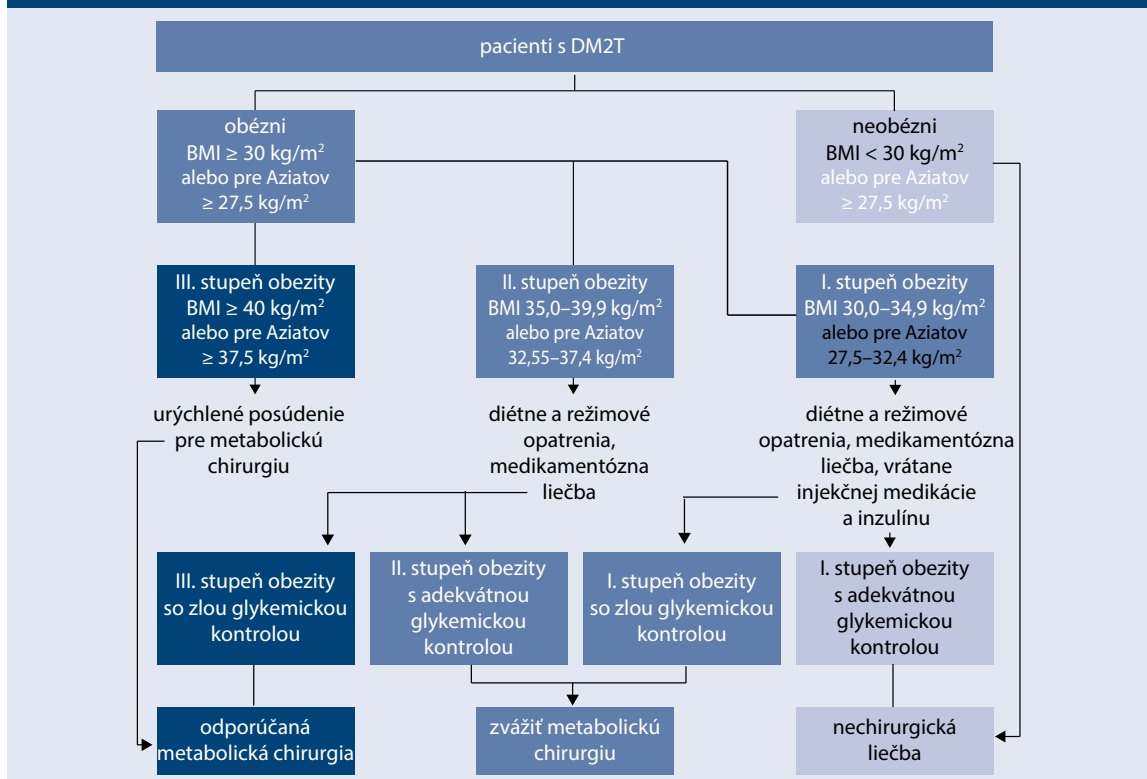 pacienti s DM2T
obézni
BMI ≥ 30 kg/m²
alebo pre Aziatov
≥ 27,5 kg/m²
neobézni
BMI < 30 kg/m²
alebo pre Aziatov
≥ 27,5 kg/m²
III. stupeň obezity
BMI ≥ 40 kg/m²
alebo pre Aziatov
≥ 37,5 kg/m²
II. stupeň obezity
BMI 35,0–39,9 kg/m²
alebo pre Aziatov
32,55–37,4 kg/m²
I. stupeň obezity
BMI 30,0–34,9 kg/m²
alebo pre Aziatov
27,5–32,4 kg/m²
urýchlené posúdenie
pre metabolickú
chirurgiu
diétne a režimové
opatrenia,
medikamentózna
liečba
diétne a režimové
opatrenia, medikamentózna
liečba, vrátane
injekčnej medikácie
a inzulínu
III. stupeň obezity
so zlou glykemickou
kontrolou
II. stupeň obezity
s adekvátnou
glykemickou
kontrolou
I. stupeň obezity
so zlou glykemickou
kontrolou
I. stupeň obezity
s adekvátnou
glykemickou
kontrolou
odporúčaná
metabolická chirurgia
zvážiť metabolickú
chirurgiu
nechirurgická
liečba